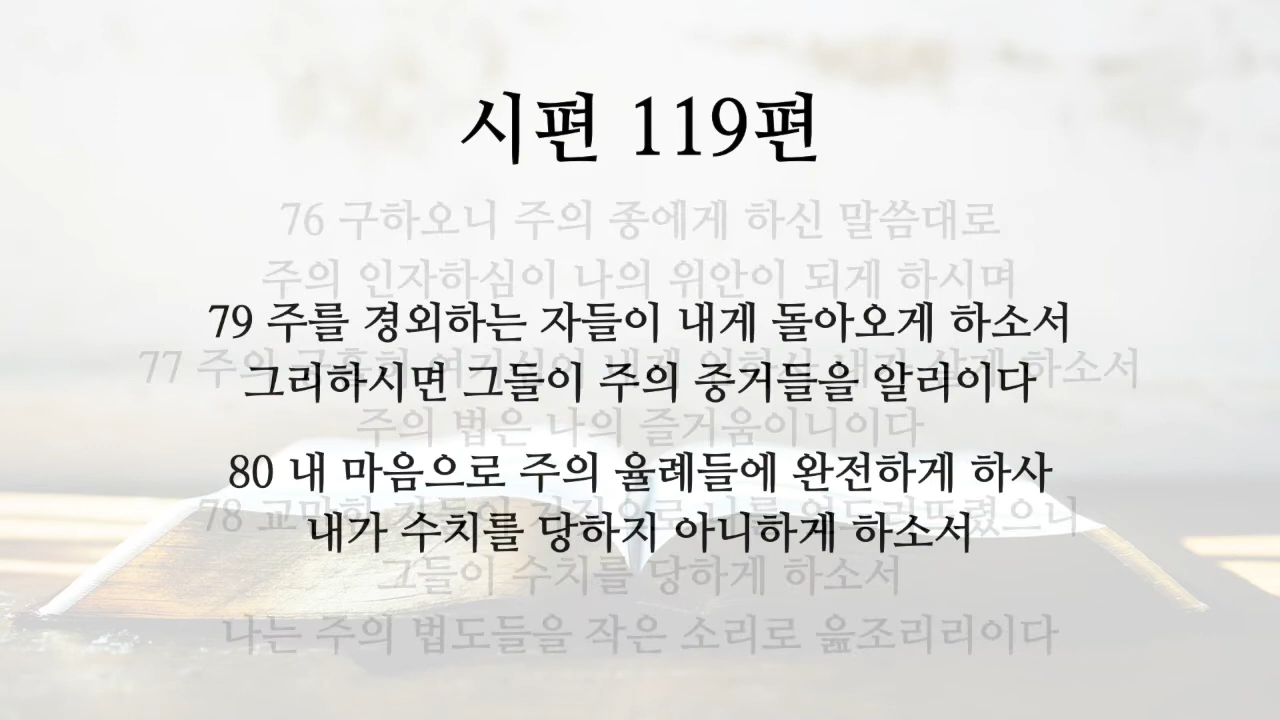 시편 119편
76 구하오니 주의 종에게 하신 말씀대로
주의 인자하심이 나의 위안이 되게 하시며
79 주를 경외하는 자들이 내게 돌아오게 하소서
77 주의 하소서
그리하시면 그들이 주의 증거들을 알리이다
주의 법은 나의 즐거움이니이다
80 내 마음으로 주의 율례들에 완전하게 하사
78
내가 수치를 당하지 아니하게 하소서
그들이 수치를 당하게 하소서
나는 주의 법도들을 작은 소리로 읊조리리이다